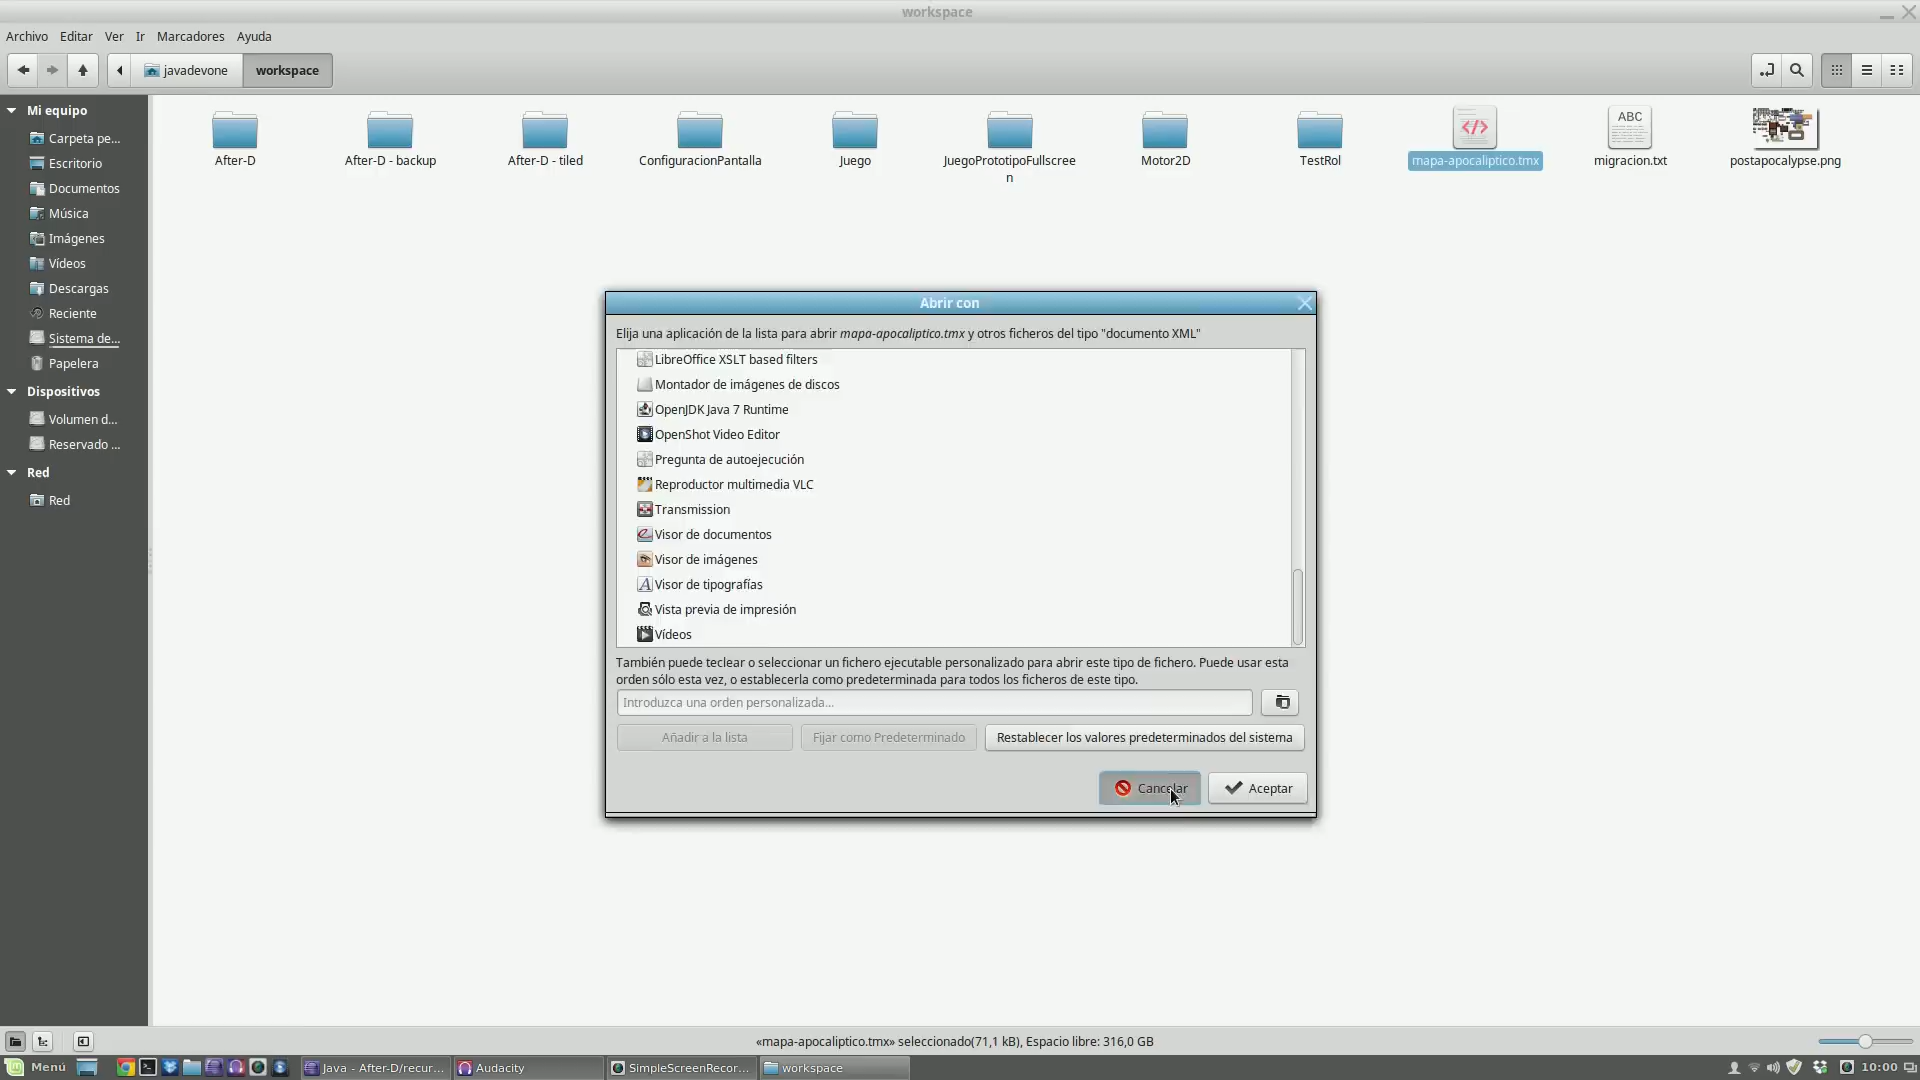 workspace
Archivo Editar Ver Ir Marcadores Ayuda
javadevone workspace
Mi equipo
Carpeta pe...
Escritorio
Documentos
Música
Imágenes
Vídeos
Descargas
Reciente
Sistema de...
Papelera
Dispositivos
Volumen d...
Reservado ...
Red
Red
After-D
After-D - backup
After-D - tiled
ConfiguracionPantalla
Juego
JuegoPrototipoFullscree
n
Motor2D
TestRol
</>
mapa-apocaliptico.tmx
ABC
migracion.txt
postapocalypse.png
Abrir con
Elija una aplicación de la lista para abrir mapa-apocaliptico.tmx y otros ficheros del tipo "documento XML"
LibreOffice XSLT based filters
Montador de imágenes de discos
OpenJDK Java 7 Runtime
OpenShot Video Editor
Pregunta de autoejecución
Reproductor multimedia VLC
Transmission
Visor de documentos
Visor de imágenes
Visor de tipografías
Vista previa de impresión
Vídeos
También puede teclear o seleccionar un fichero ejecutable personalizado para abrir este tipo de fichero. Puede usar esta
orden sólo esta vez, o establecerla como predeterminada para todos los ficheros de este tipo.
Introduzca una orden personalizada...
Añadir a la lista Fijar como Predeterminado Restablecer los valores predeterminados del sistema
Cancelar Aceptar
«mapa-apocaliptico.tmx» seleccionado(71,1 kB), Espacio libre: 316,0 GB
Menú Java - After-D/recur... Audacity SimpleScreenRecor... workspace 10:00